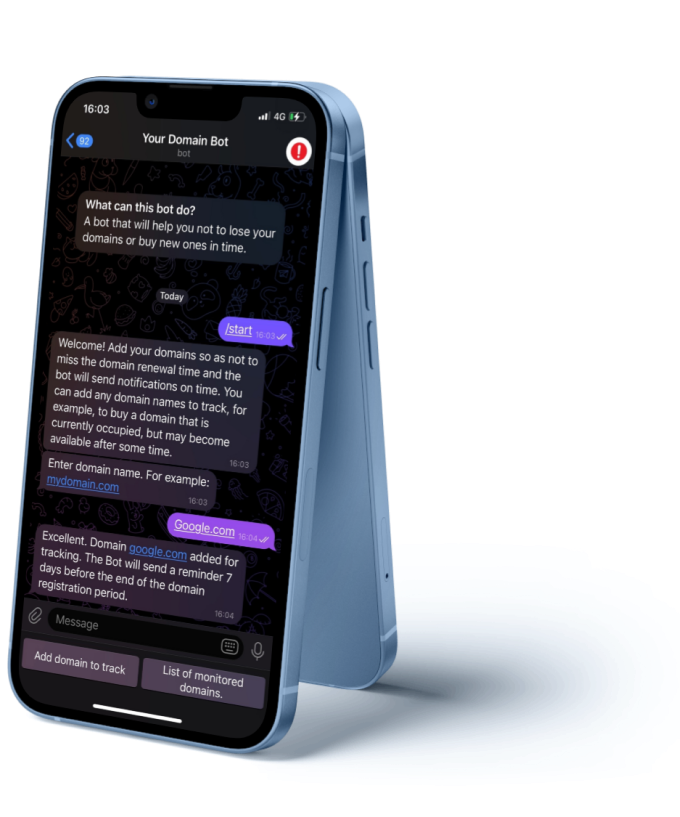 16:03
4G
92
Your Domain Bot
bot
What can this bot do?
A bot that will help you not to lose your
domains or buy new ones in time.
Today
/start 16:03
Welcome! Add your domains so as not to
miss the domain renewal time and the
bot will send notifications on time. You
can add any domain names to track, for
example, to buy a domain that is
currently occupied, but may become
available after some time.
16:03
Enter domain name. For example:
mydomain.com
16:03
Google.com 16:04
Excellent. Domain google.com added for
tracking. The Bot will send a reminder 7
days before the end of the domain
registration period.
16:04
Message
Add domain to track
List of monitored
domains.